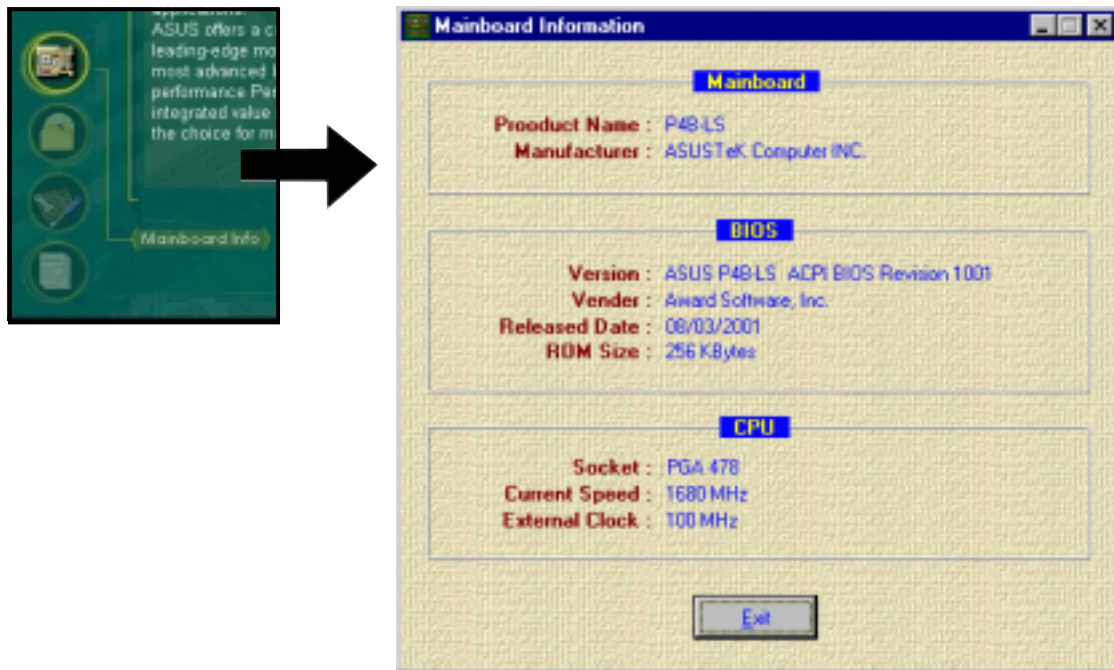 applications.
ASUS offers a c
leading-edge mo
most advanced
performance Per
integrated value
the choice for m
Mainboard Info
Mainboard Information
Mainboard
Prooduct Name : P4B-LS
Manufacturer : ASUSTeK Computer INC.
BIOS
Version : ASUS P4B-LS ACPI BIOS Revision 1001
Vender : Award Software, Inc.
Released Date : 08/03/2001
ROM Size : 256 KBytes
CPU
Socket : PGA 478
Current Speed : 1680 MHz
External Clock : 100 MHz
Exit